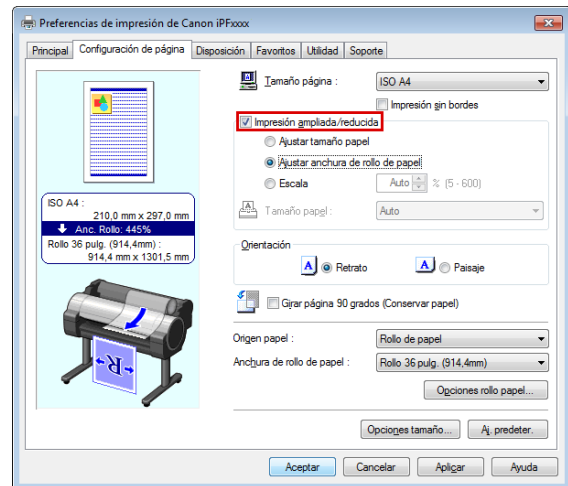 Preferencias de impresión de Canon iPFxxxx
Principal Configuración de página Disposición Favoritos Utilidad Soporte
Tamaño página : ISO A4
Impresión sin bordes
Impresión ampliada/reducida
Ajustar tamaño papel
Ajustar anchura de rollo de papel
Escala Auto % (5 - 600)
Tamaño papel : Auto
ISO A4 :
210,0 mm x 297,0 mm
Anc. Rollo: 445%
Rollo 36 pulg. (914,4mm) :
914,4 mm x 1301,5 mm
Orientación
A Retrato A Paisaje
Girar página 90 grados (Conservar papel)
Origen papel : Rollo de papel
Anchura de rollo de papel : Rollo 36 pulg. (914,4mm)
Opciones rollo papel...
R
Opciones tamaño... Aj. predeter.
Aceptar Cancelar Aplicar Ayuda